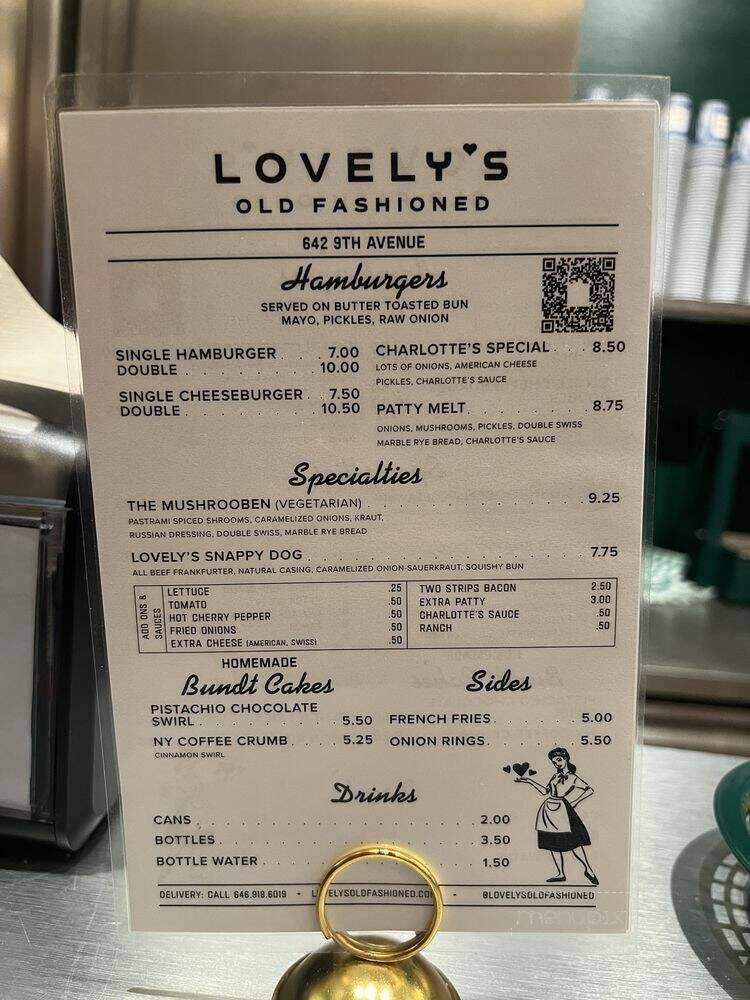 LOVELY'S
OLD FASHIONED
642 9TH AVENUE
Hamburgers
SERVED ON BUTTER TOASTED BUN
MAYO, PICKLES, RAW ONION
SINGLE HAMBURGER . . . 7.00
DOUBLE . . . . . . . . . 10.00
SINGLE CHEESEBURGER . . 7.50
DOUBLE . . . . . . . . . 10.50
CHARLOTTE'S SPECIAL . . . 8.50
LOTS OF ONIONS, AMERICAN CHEESE
PICKLES, CHARLOTTE'S SAUCE
PATTY MELT . . . . . . . . 8.75
ONIONS, MUSHROOMS, PICKLES, DOUBLE SWISS
MARBLE RYE BREAD, CHARLOTTE'S SAUCE
Specialties
THE MUSHROOBEN (VEGETARIAN) . . . . . . . . . . . . . 9.25
PASTRAMI SPICED SHROOMS, CARAMELIZED ONIONS, KRAUT,
RUSSIAN DRESSING, DOUBLE SWISS, MARBLE RYE BREAD
LOVELY'S SNAPPY DOG . . . . . . . . . . . . . . . . . 7.75
ALL BEEF FRANKFURTER, NATURAL CASING, CARAMELIZED ONION-SAUERKRAUT, SQUISHY BUN
ADD ONS &
SAUCES
LETTUCE .25
TOMATO .50
HOT CHERRY PEPPER .50
FRIED ONIONS .50
EXTRA CHEESE (AMERICAN, SWISS) .50
TWO STRIPS BACON 2.50
EXTRA PATTY 3.00
CHARLOTTE'S SAUCE .50
RANCH .50
HOMEMADE
Bundt Cakes
PISTACHIO CHOCOLATE
SWIRL . . . . . . . . . . 5.50
NY COFFEE CRUMB . . . . 5.25
CINNAMON SWIRL
Sides
FRENCH FRIES . . . . . . 5.00
ONION RINGS . . . . . . . 5.50
Drinks
CANS . . . . . . . . . . . . . . . . . 2.00
BOTTLES . . . . . . . . . . . . . . . 3.50
BOTTLE WATER . . . . . . . . . . . . 1.50
DELIVERY: CALL 646.918.6019 • @LOVELYSOLDFASHIONED